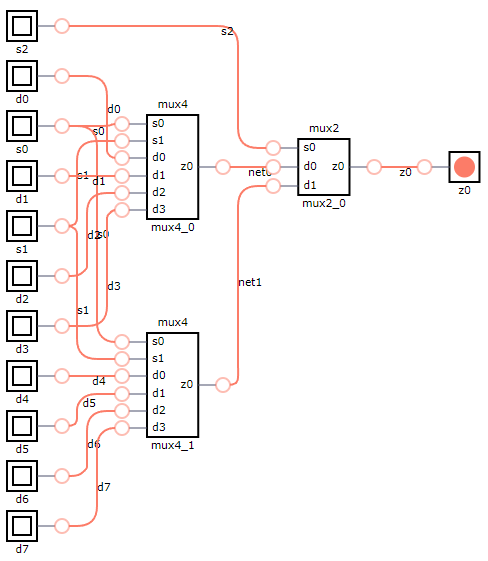 s2
d0
s0
d1
s1
d2
d3
d4
d5
d6
d7
s2
d0
s0
s1
d1
d2
s0
d3
s1
d4
d5
d6
d7
mux4
s0
s1
d0
d1
d2
d3
z0
mux4_0
mux4
s0
s1
d0
d1
d2
d3
z0
mux4_1
net0
net1
mux2
s0
d0
d1
z0
mux2_0
z0
z0